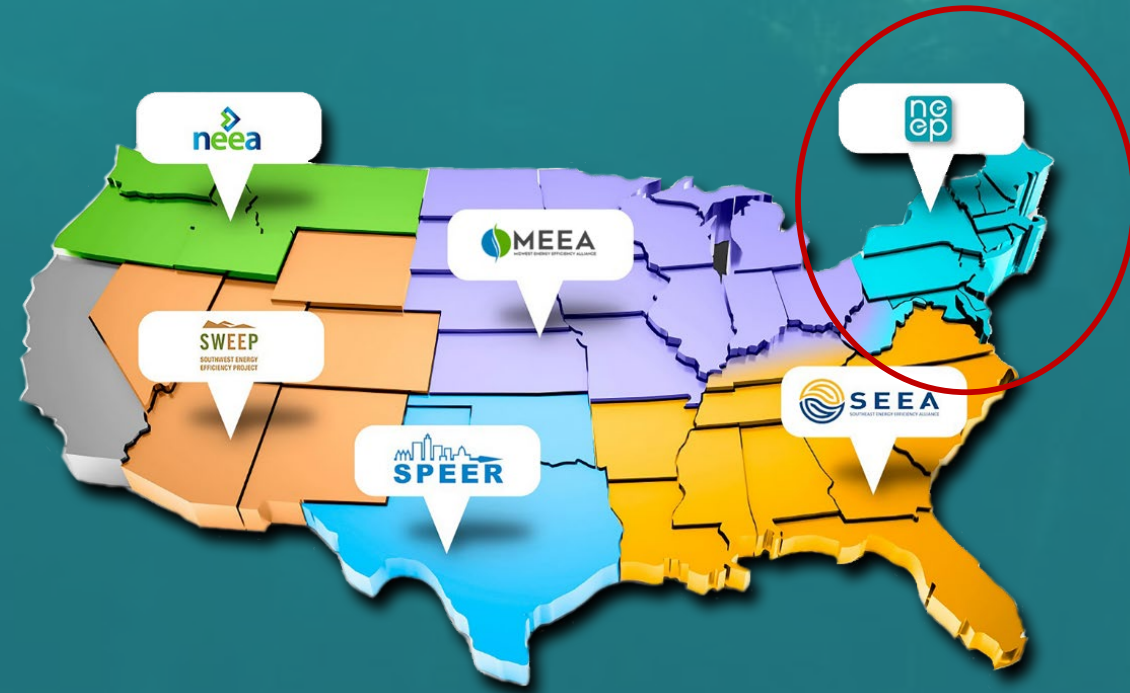 neea
ne
ep
MEEA
MIDWEST ENERGY EFFICIENCY ALLIANCE
SWEEP
SOUTHWEST ENERGY
EFFICIENCY PROJECT
SEEA
SOUTHEAST ENERGY EFFICIENCY ALLIANCE
SPEER